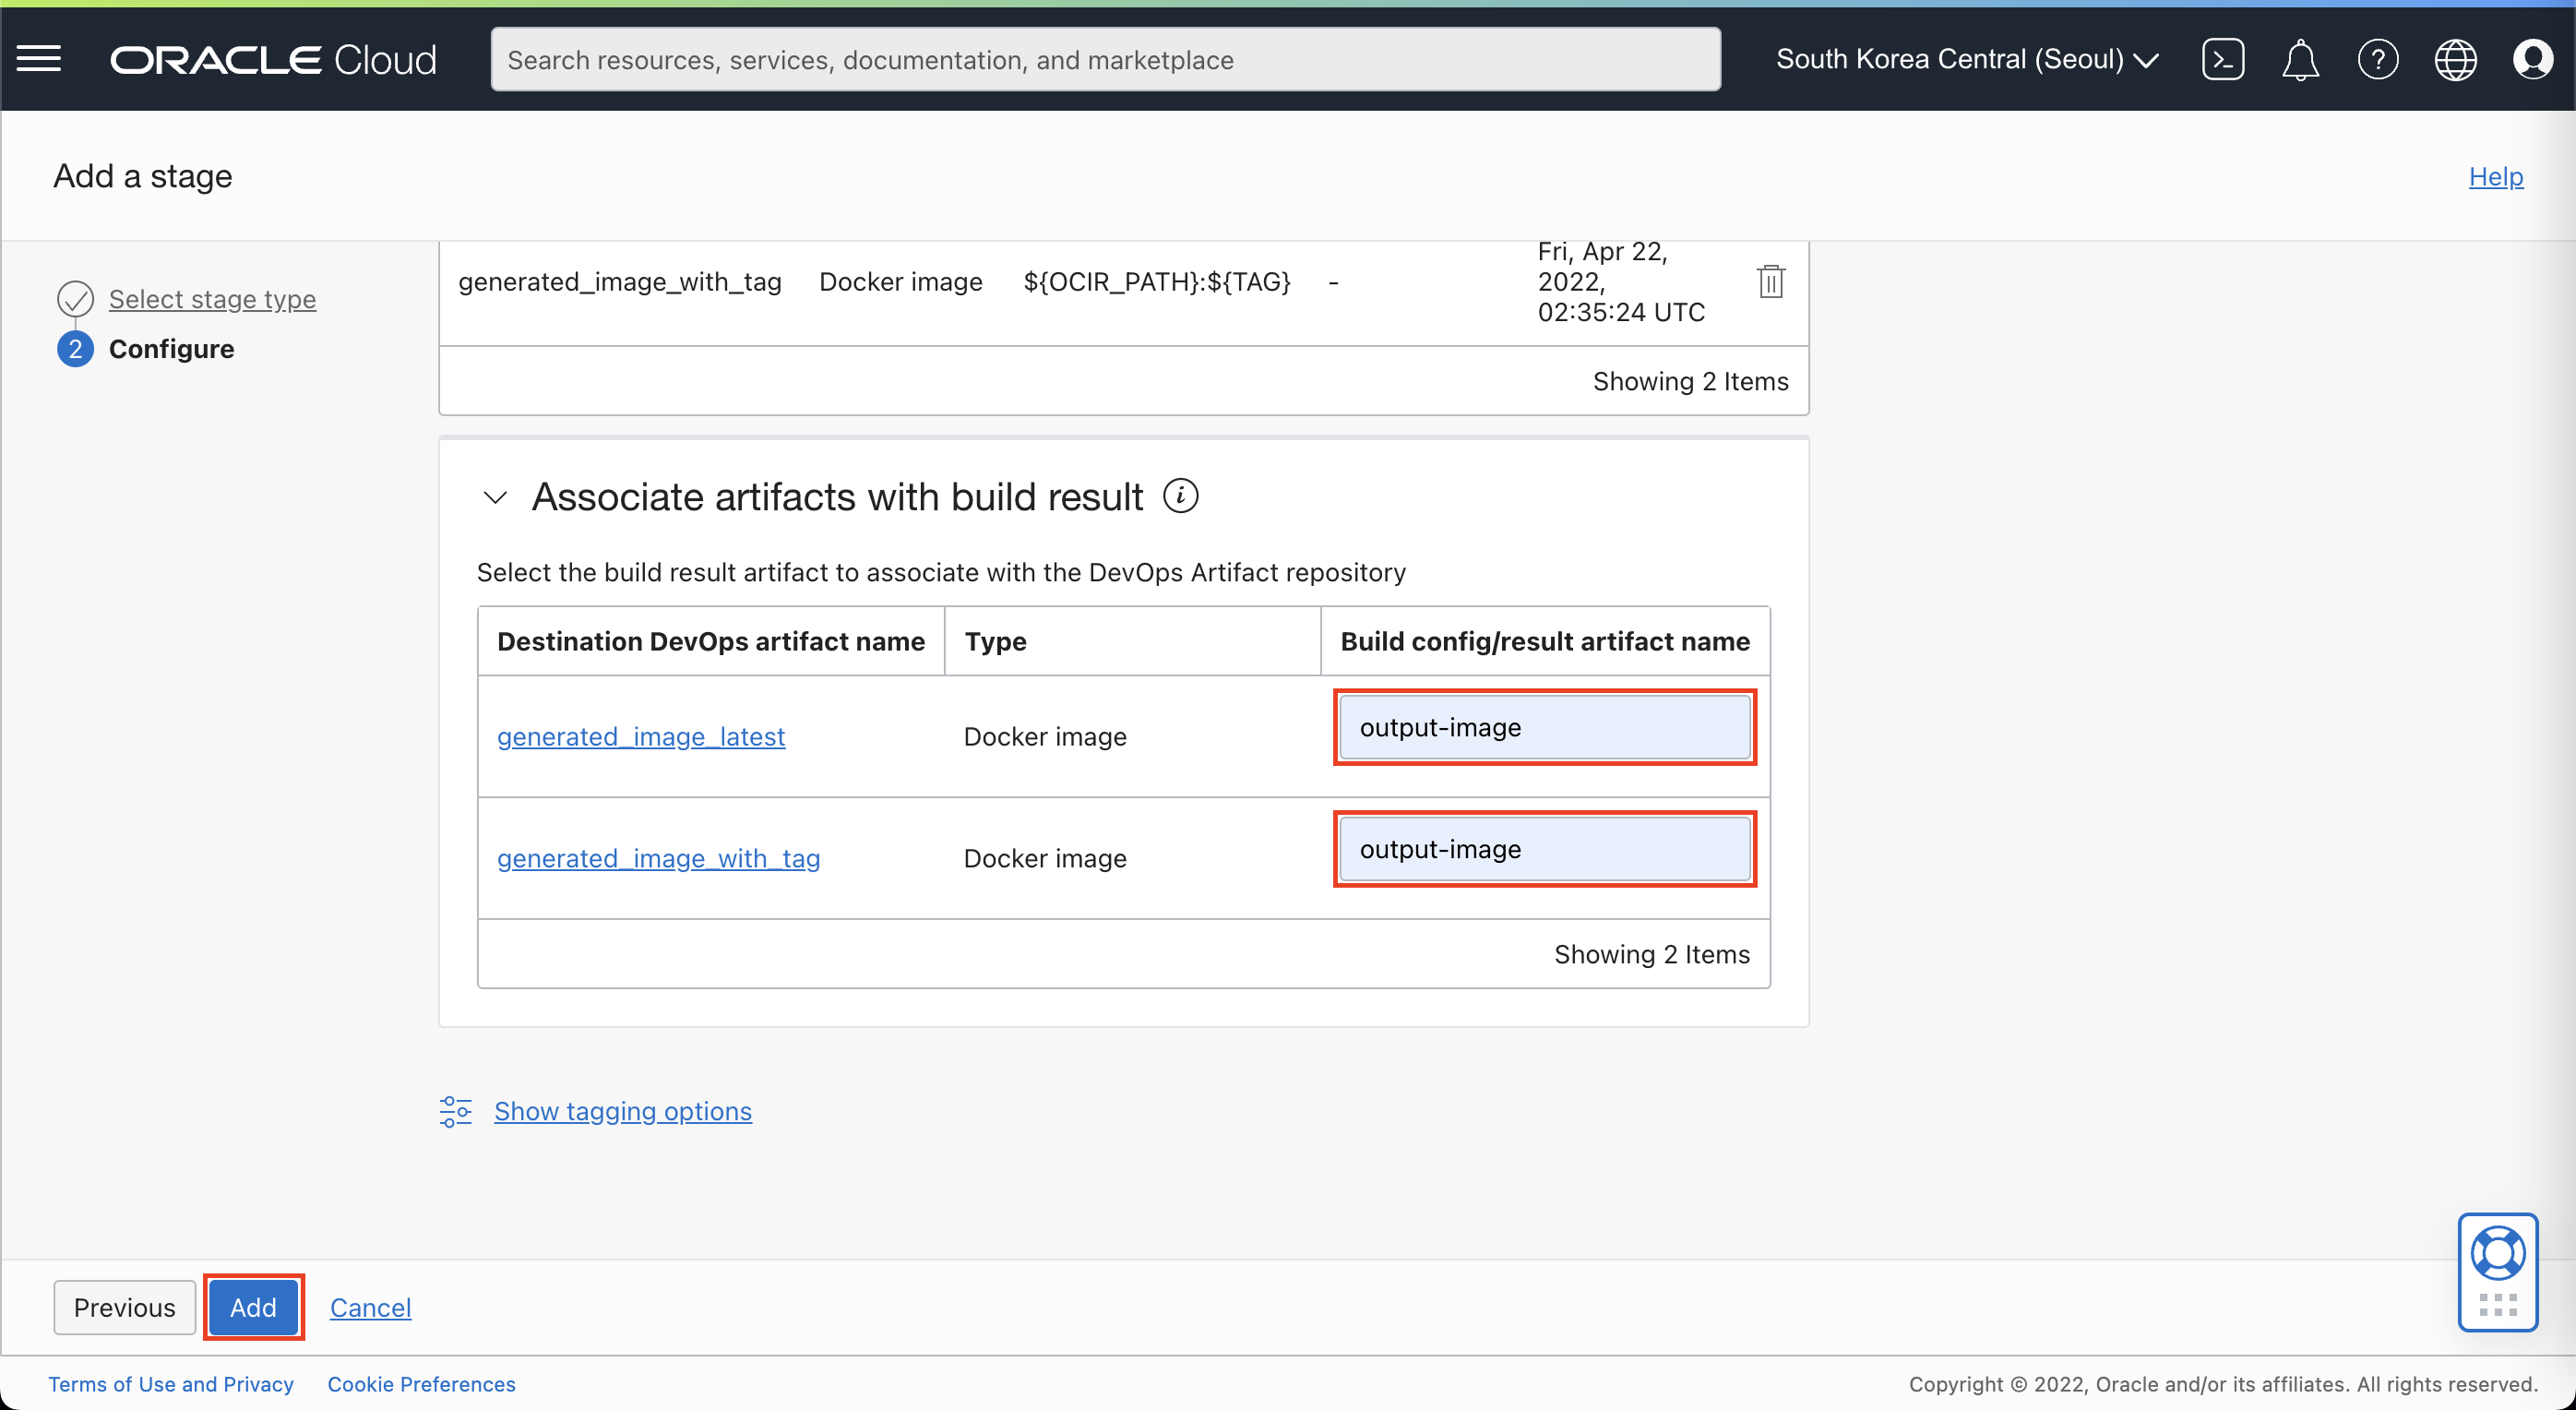 ORACLE Cloud
Search resources, services, documentation, and marketplace
South Korea Central (Seoul)
Add a stage
Help
Select stage type
2 Configure
generated_image_with_tag Docker image ${OCIR_PATH}:${TAG} - Fri, Apr 22,
2022,
02:35:24 UTC
Showing 2 Items
Associate artifacts with build result
Select the build result artifact to associate with the DevOps Artifact repository
Destination DevOps artifact name Type Build config/result artifact name
generated_image_latest Docker image output-image
generated_image_with_tag Docker image output-image
Showing 2 Items
Show tagging options
Previous Add Cancel
Terms of Use and Privacy Cookie Preferences
Copyright © 2022, Oracle and/or its affiliates. All rights reserved.